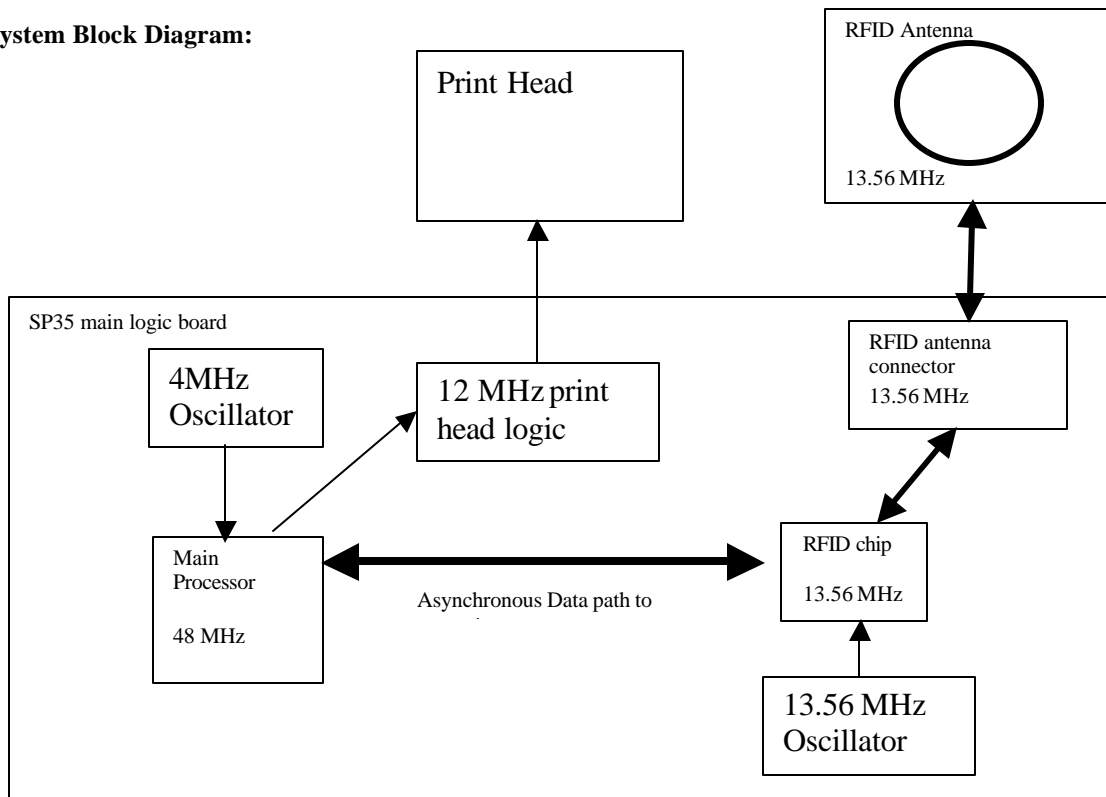 ystem Block Diagram:
RFID Antenna
13.56 MHz
Print Head
SP35 main logic board
4MHz
Oscillator
12 MHz print
head logic
RFID antenna
connector
13.56 MHz
Main
Processor
48 MHz
Asynchronous Data path to
RFID chip
13.56 MHz
13.56 MHz
Oscillator